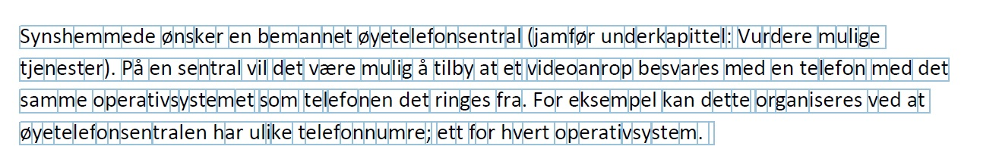 Synshemmede ønsker en bemannet øyetelefonsentral (jamfør underkapittel: Vurdere mulige
tjenester). På en sentral vil det være mulig å tilby at et videoanrop besvares med en telefon med det
samme operativsystemet som telefonen det ringes fra. For eksempel kan dette organiseres ved at
øyetelefonsentralen har ulike telefonnumre; ett for hvert operativsystem.